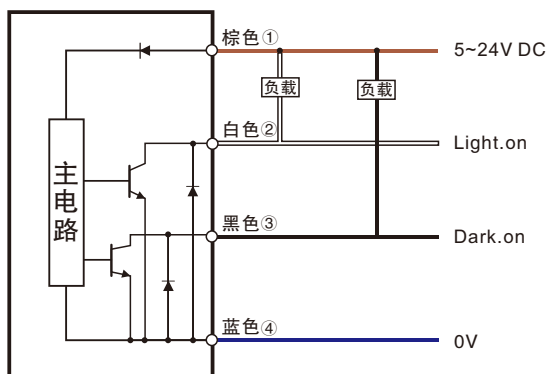 棕色① 5~24V DC
负载 负载
白色② Light.on
主电路
黑色③ Dark.on
蓝色④ 0V